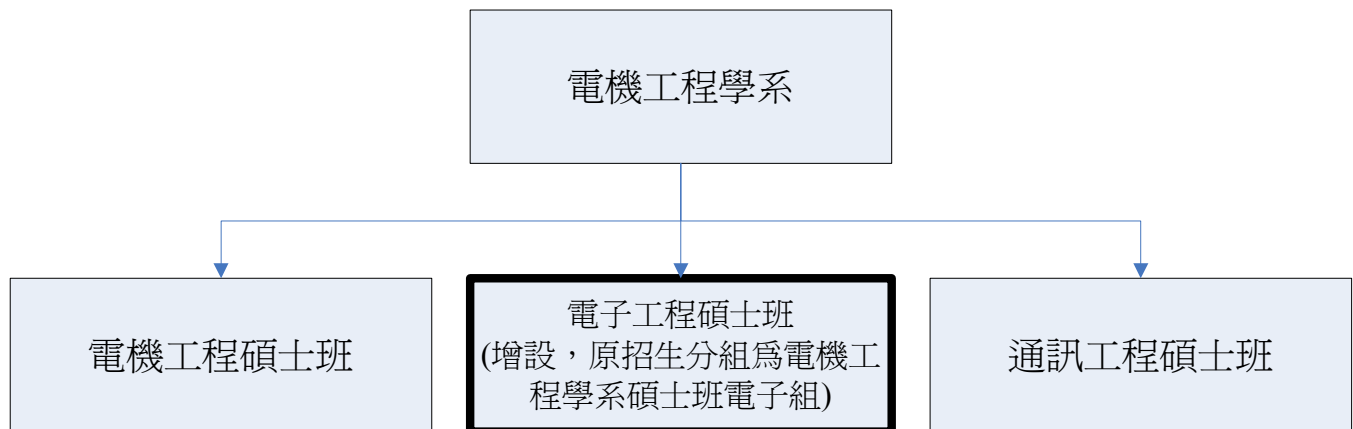 電機工程學系
電機工程碩士班
電子工程碩士班
(增設，原招生分組為電機工
程學系碩士班電子組)
通訊工程碩士班